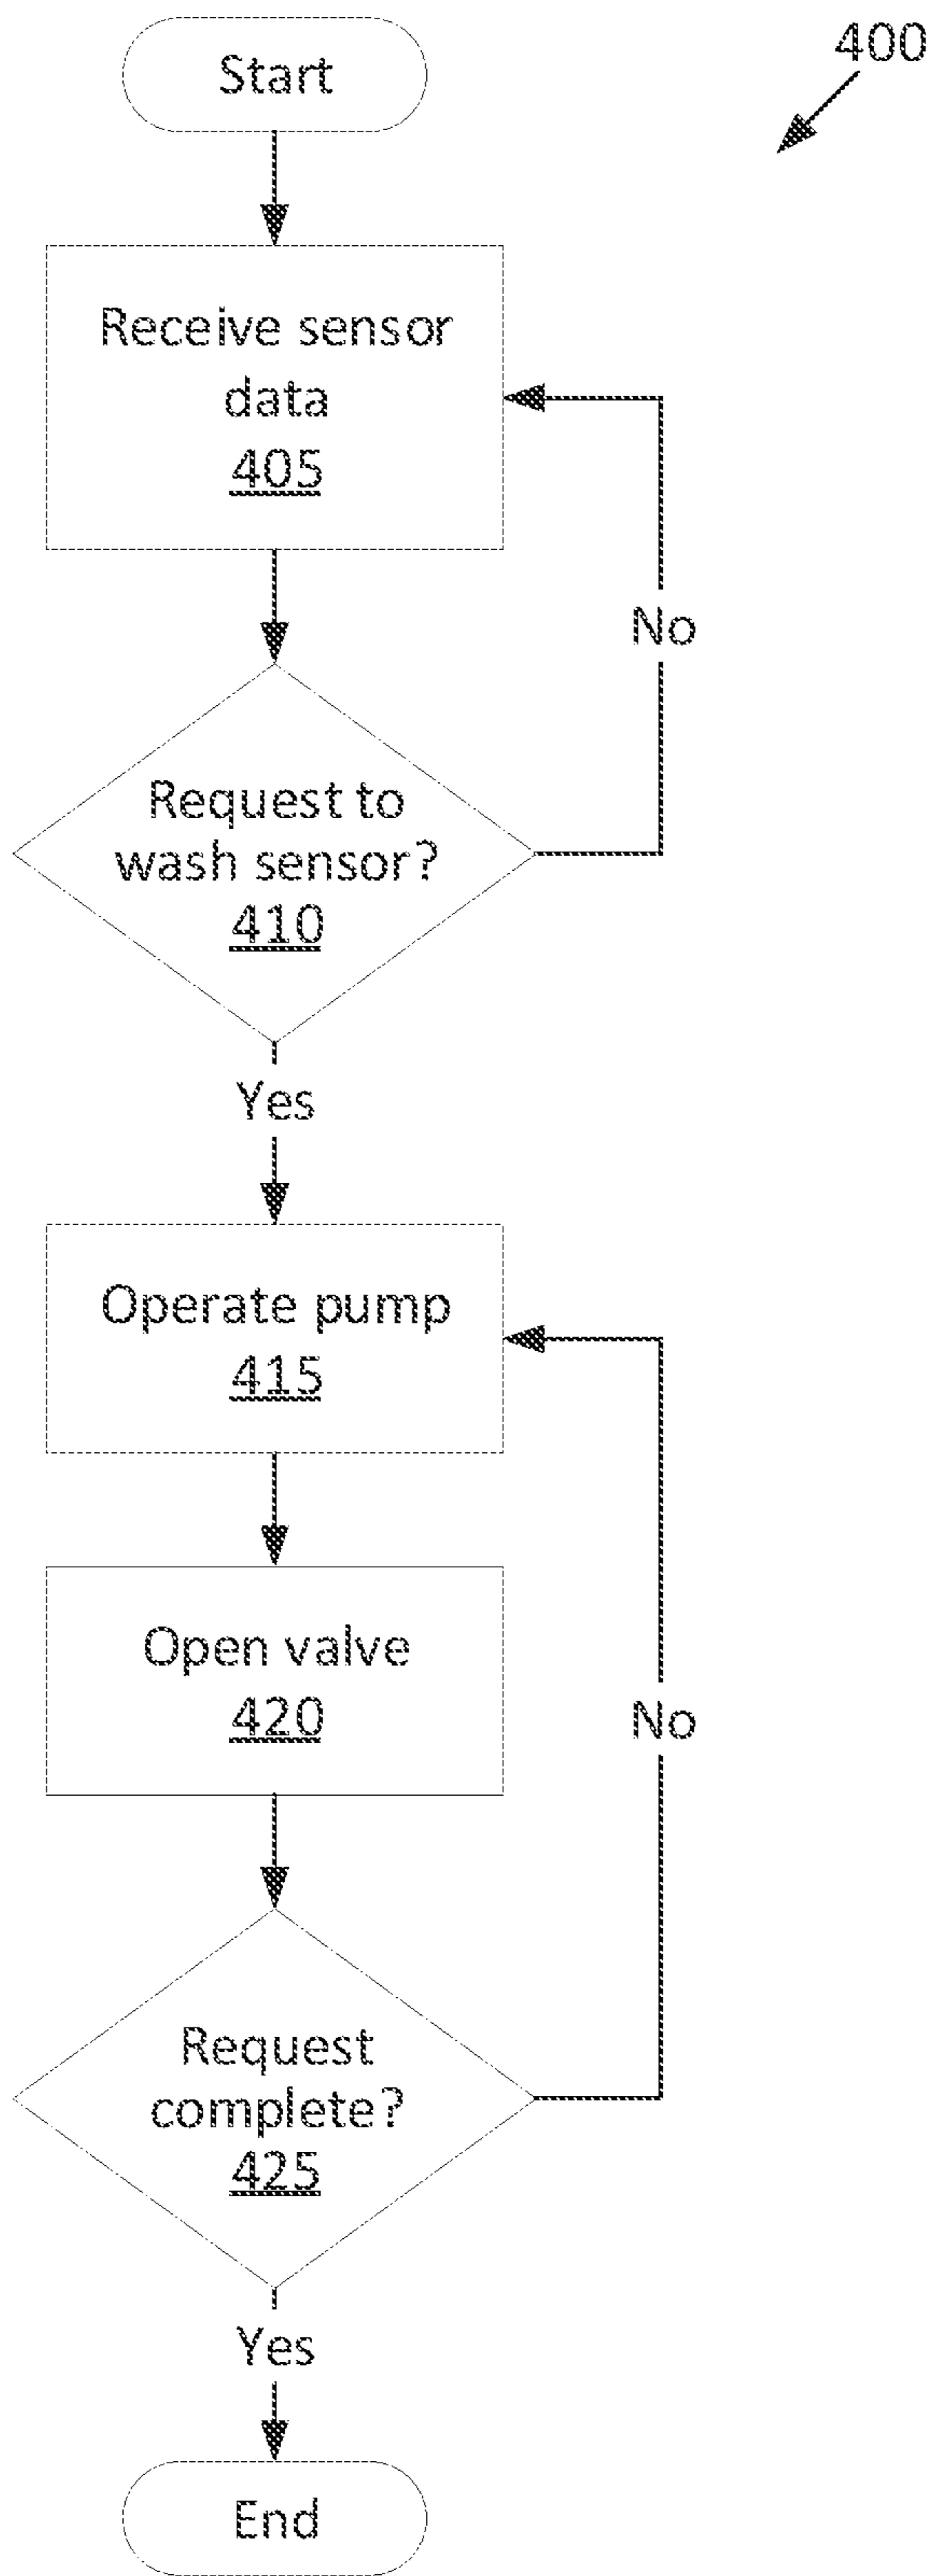 400
Start
Receive sensor
data
405
No
Request to
wash sensor?
410
Yes
Operate pump
415
Open valve
420
No
Request
complete?
425
Yes
End